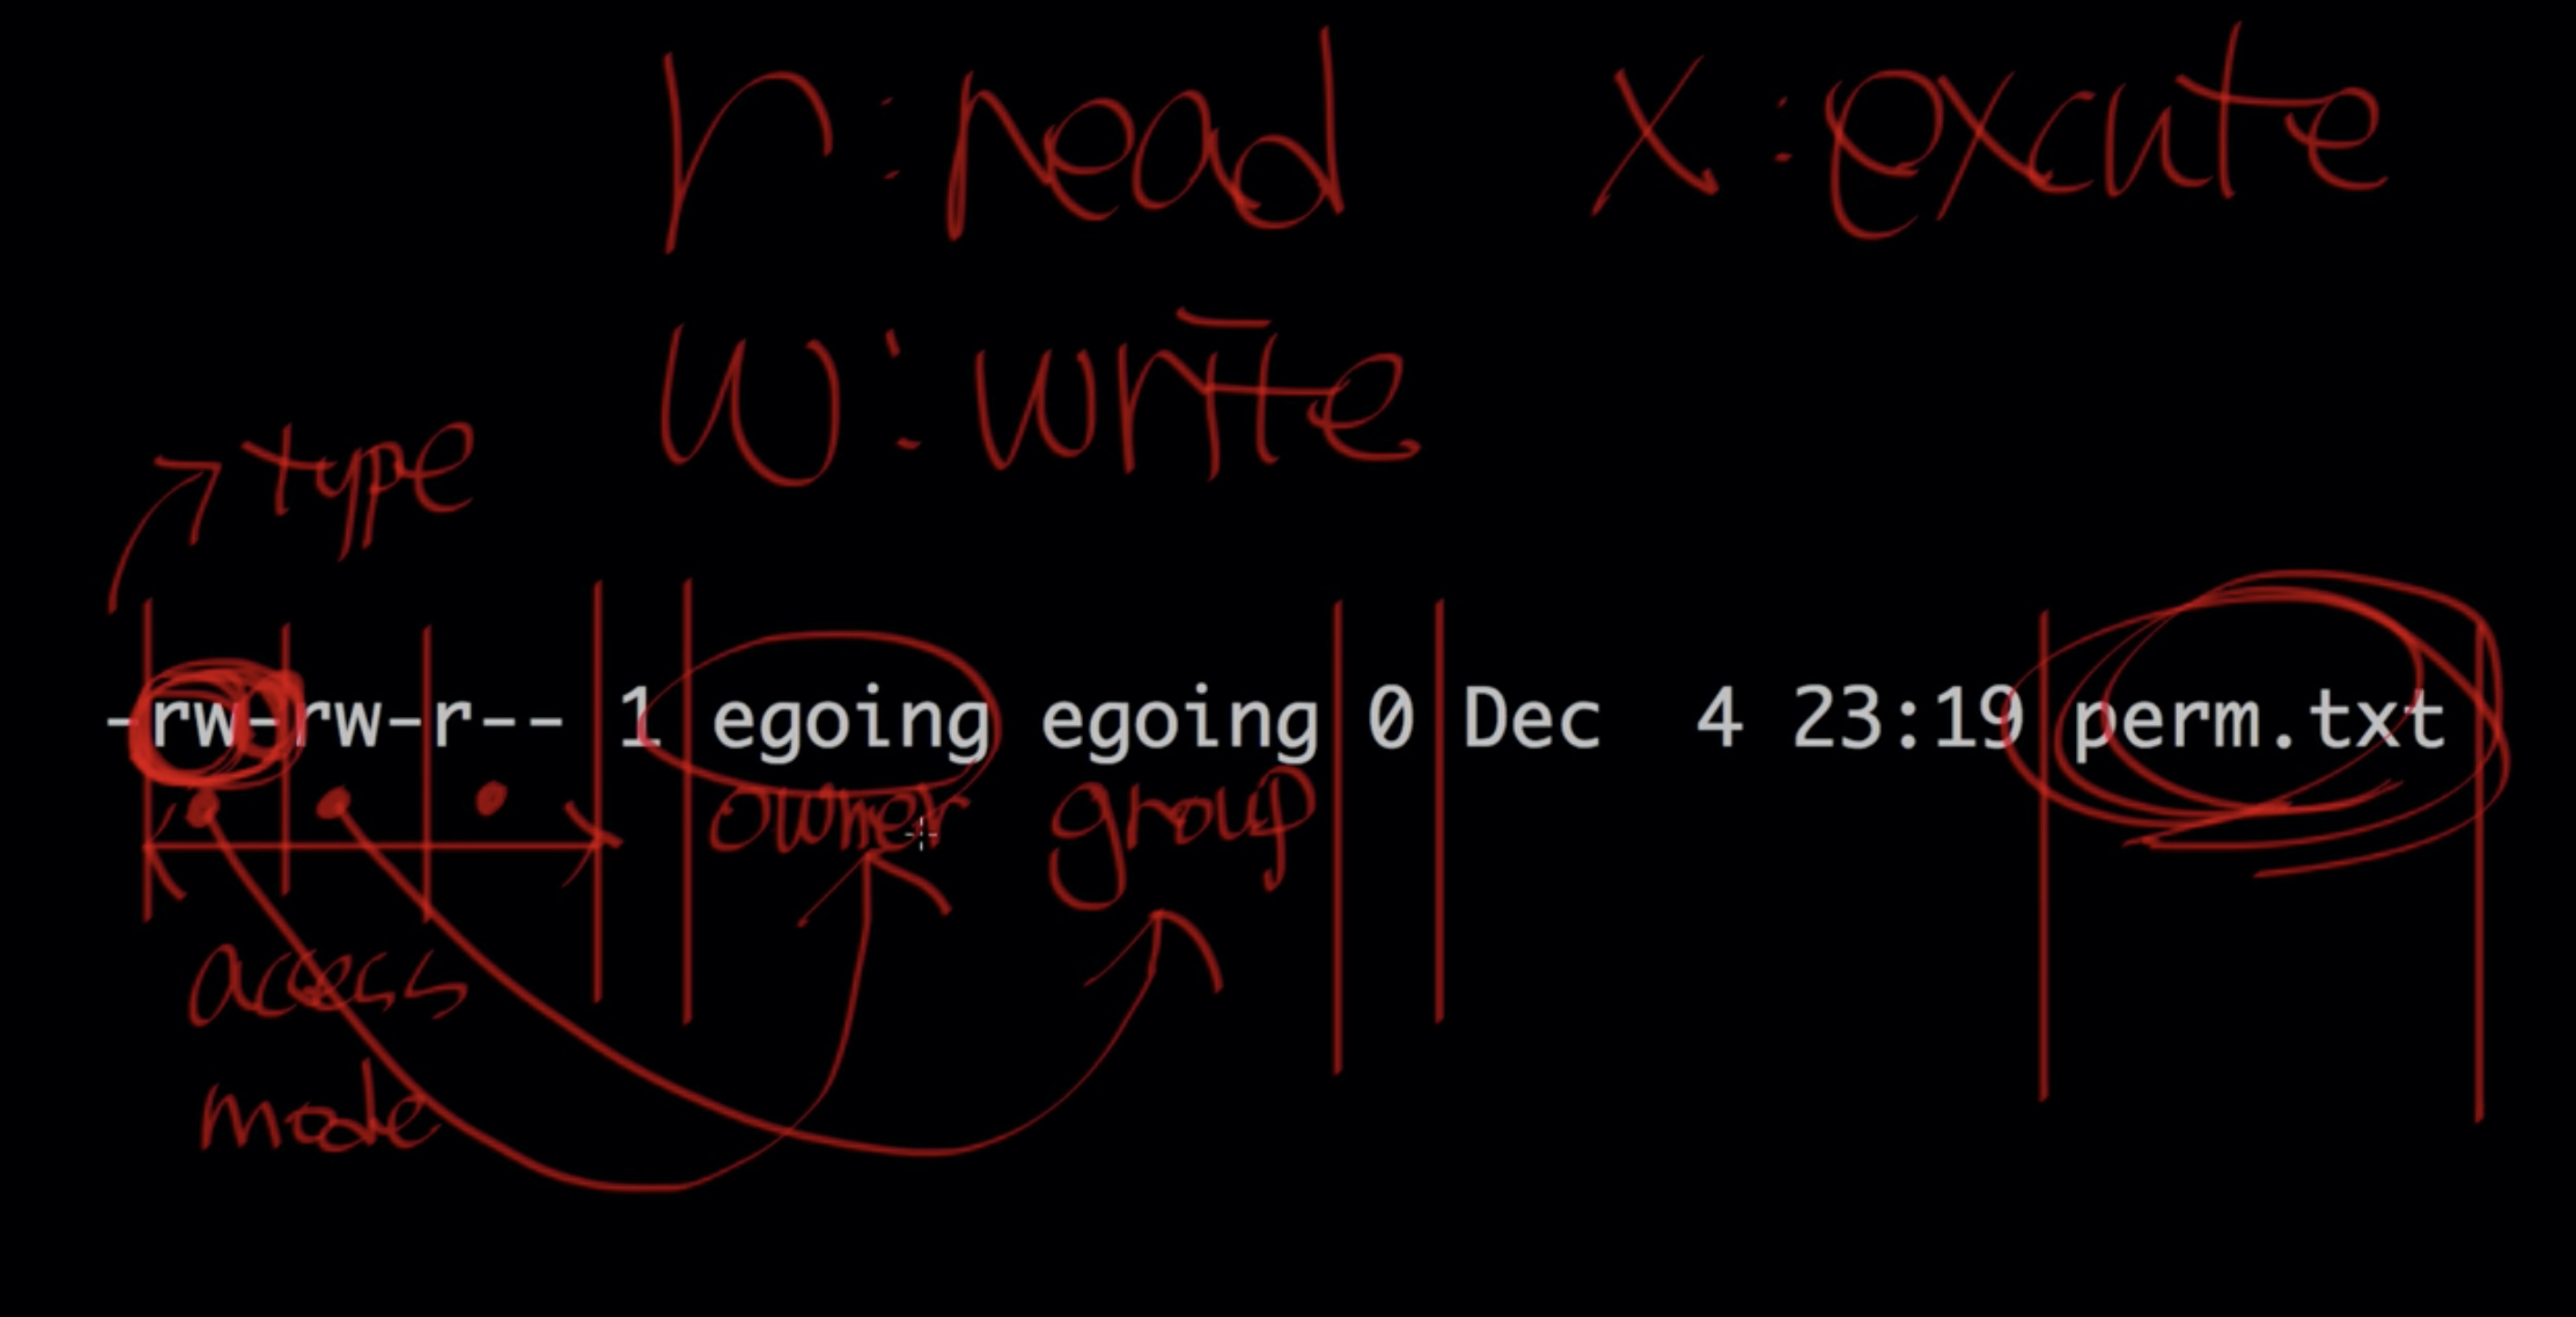 r : read x : excute
w : write
type
-rw-rw-r-- 1 egoing egoing 0 Dec  4 23:19 perm.txt
owner group
access
mode